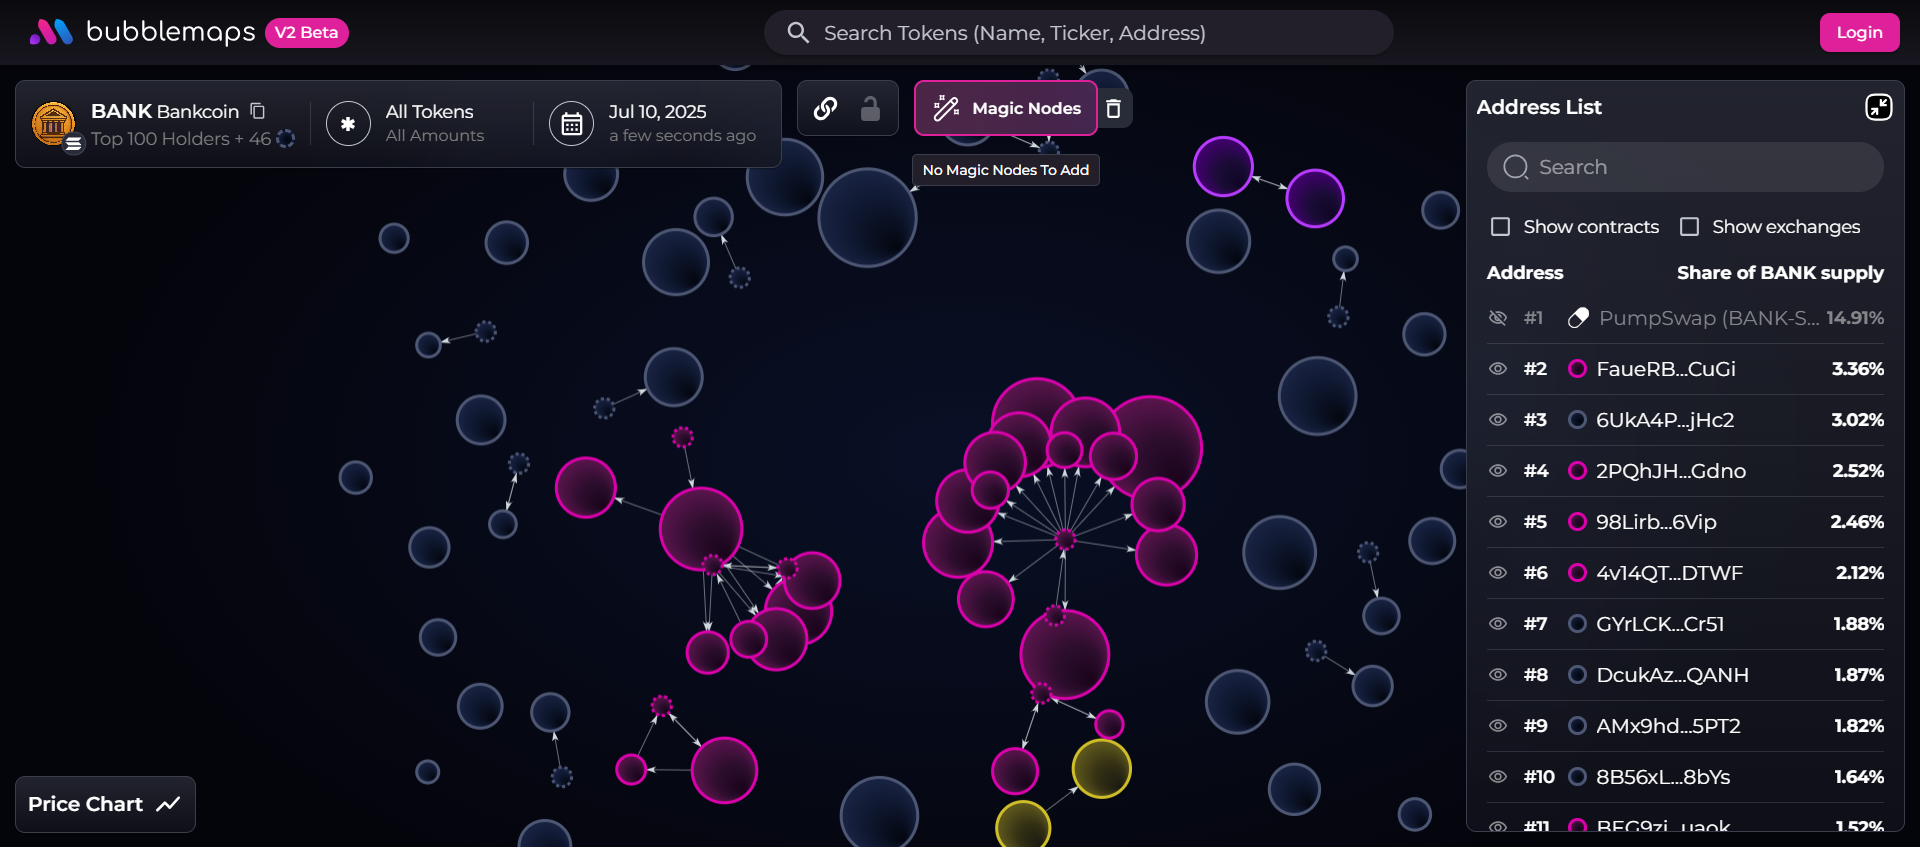 bubblemaps V2 Beta
Search Tokens (Name, Ticker, Address)
Login
BANK Bankcoin
Top 100 Holders + 46
All Tokens
All Amounts
Jul 10, 2025
a few seconds ago
Magic Nodes
No Magic Nodes To Add
Address List
Search
Show contracts
Show exchanges
Address Share of BANK supply
#1 PumpSwap (BANK-S... 14.91%
#2 FaueRB...CuGi 3.36%
#3 6UkA4P...jHc2 3.02%
#4 2PQhJH...Gdno 2.52%
#5 98Lirb...6Vip 2.46%
#6 4v14QT...DTWF 2.12%
#7 GYrLCK...Cr51 1.88%
#8 DcukAz...QANH 1.87%
#9 AMx9hd...5PT2 1.82%
#10 8B56xL...8bYs 1.64%
#11 1.52%
Price Chart